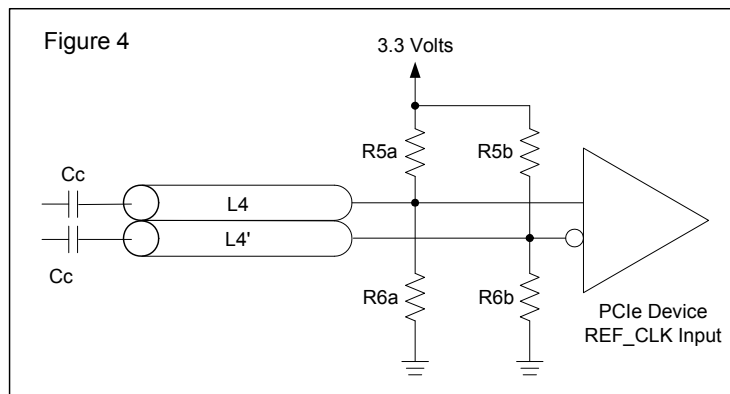 Figure 4
3.3 Volts
R5a
R5b
Cc
L4
L4'
Cc
R6a
R6b
PCIe Device
REF_CLK Input